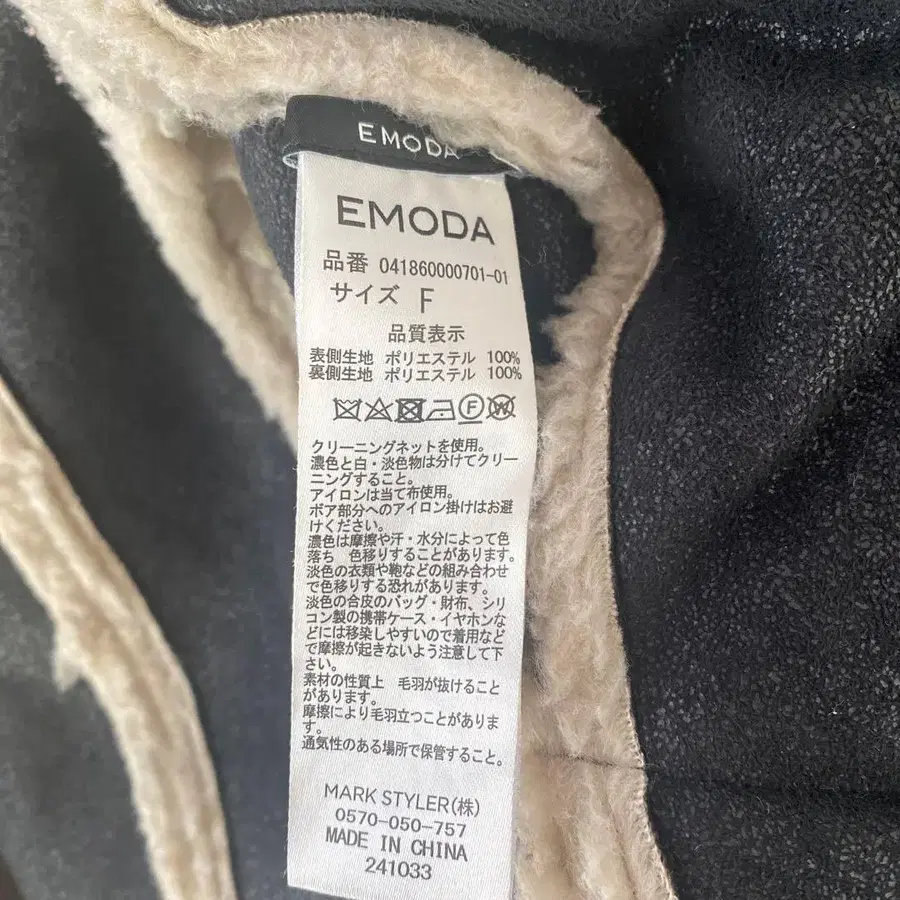 EMODA
EMODA
品番 041860000701-01
サイズ F
品質表示
表側生地 ポリエステル 100%
裏側生地 ポリエステル 100%
F W
クリーニングネットを使用。
濃色と白・淡色物は分けてクリー
ニングすること。
アイロンは当て布使用。
ボア部分へのアイロン掛けはお避
けください。
濃色は摩擦や汗・水分によって色
落ち 色移りすることがあります。
淡色の衣類や鞄などの組み合わせ
で色移りする恐れがあります。
淡色の合皮のバッグ・財布、シリ
コン製の携帯ケース・イヤホンな
どには移染しやすいので着用など
で摩擦が起きないよう注意して下
さい。
素材の性質上 毛羽が抜けること
があります。
摩擦により毛羽立つことがありま
す。
通気性のある場所で保管すること。
MARK STYLER(株)
0570-050-757
MADE IN CHINA
241033